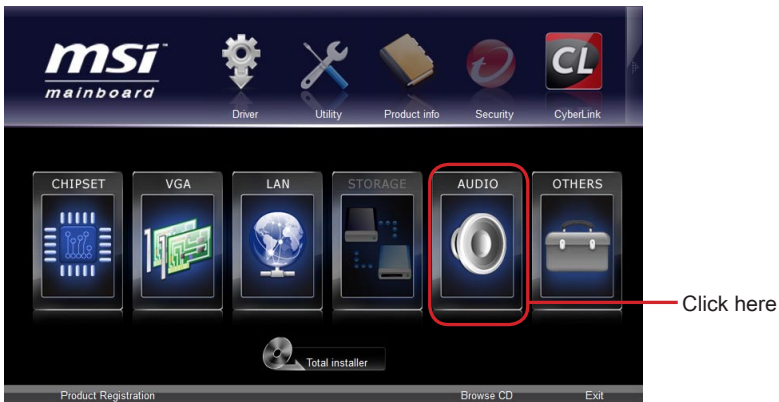 msi™
mainboard
Driver
Utility
Product info
Security
CL
CyberLink
CHIPSET
VGA
LAN
STORAGE
AUDIO
OTHERS
Click here
Total installer
Product Registration
Browse CD
Exit